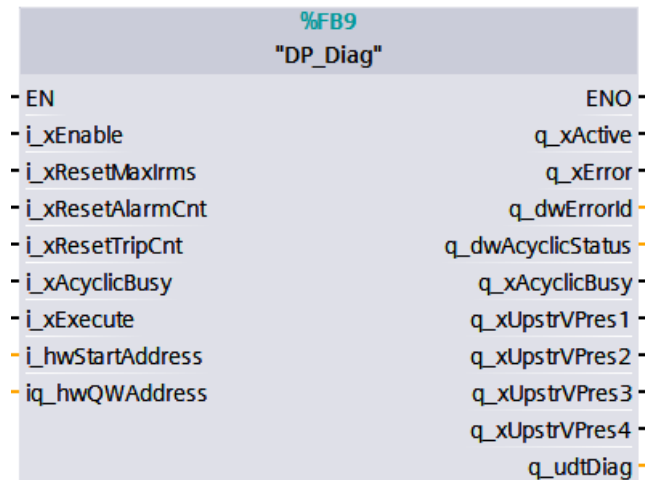 %FB9
"DP_Diag"
EN ENO
i_xEnable q_xActive
i_xResetMaxIrms q_xError
i_xResetAlarmCnt q_dwErrorId
i_xResetTripCnt q_dwAcyclicStatus
i_xAcyclicBusy q_xAcyclicBusy
i_xExecute q_xUpstrVPres1
i_hwStartAddress q_xUpstrVPres2
iq_hwQWAddress q_xUpstrVPres3
q_xUpstrVPres4
q_udtDiag